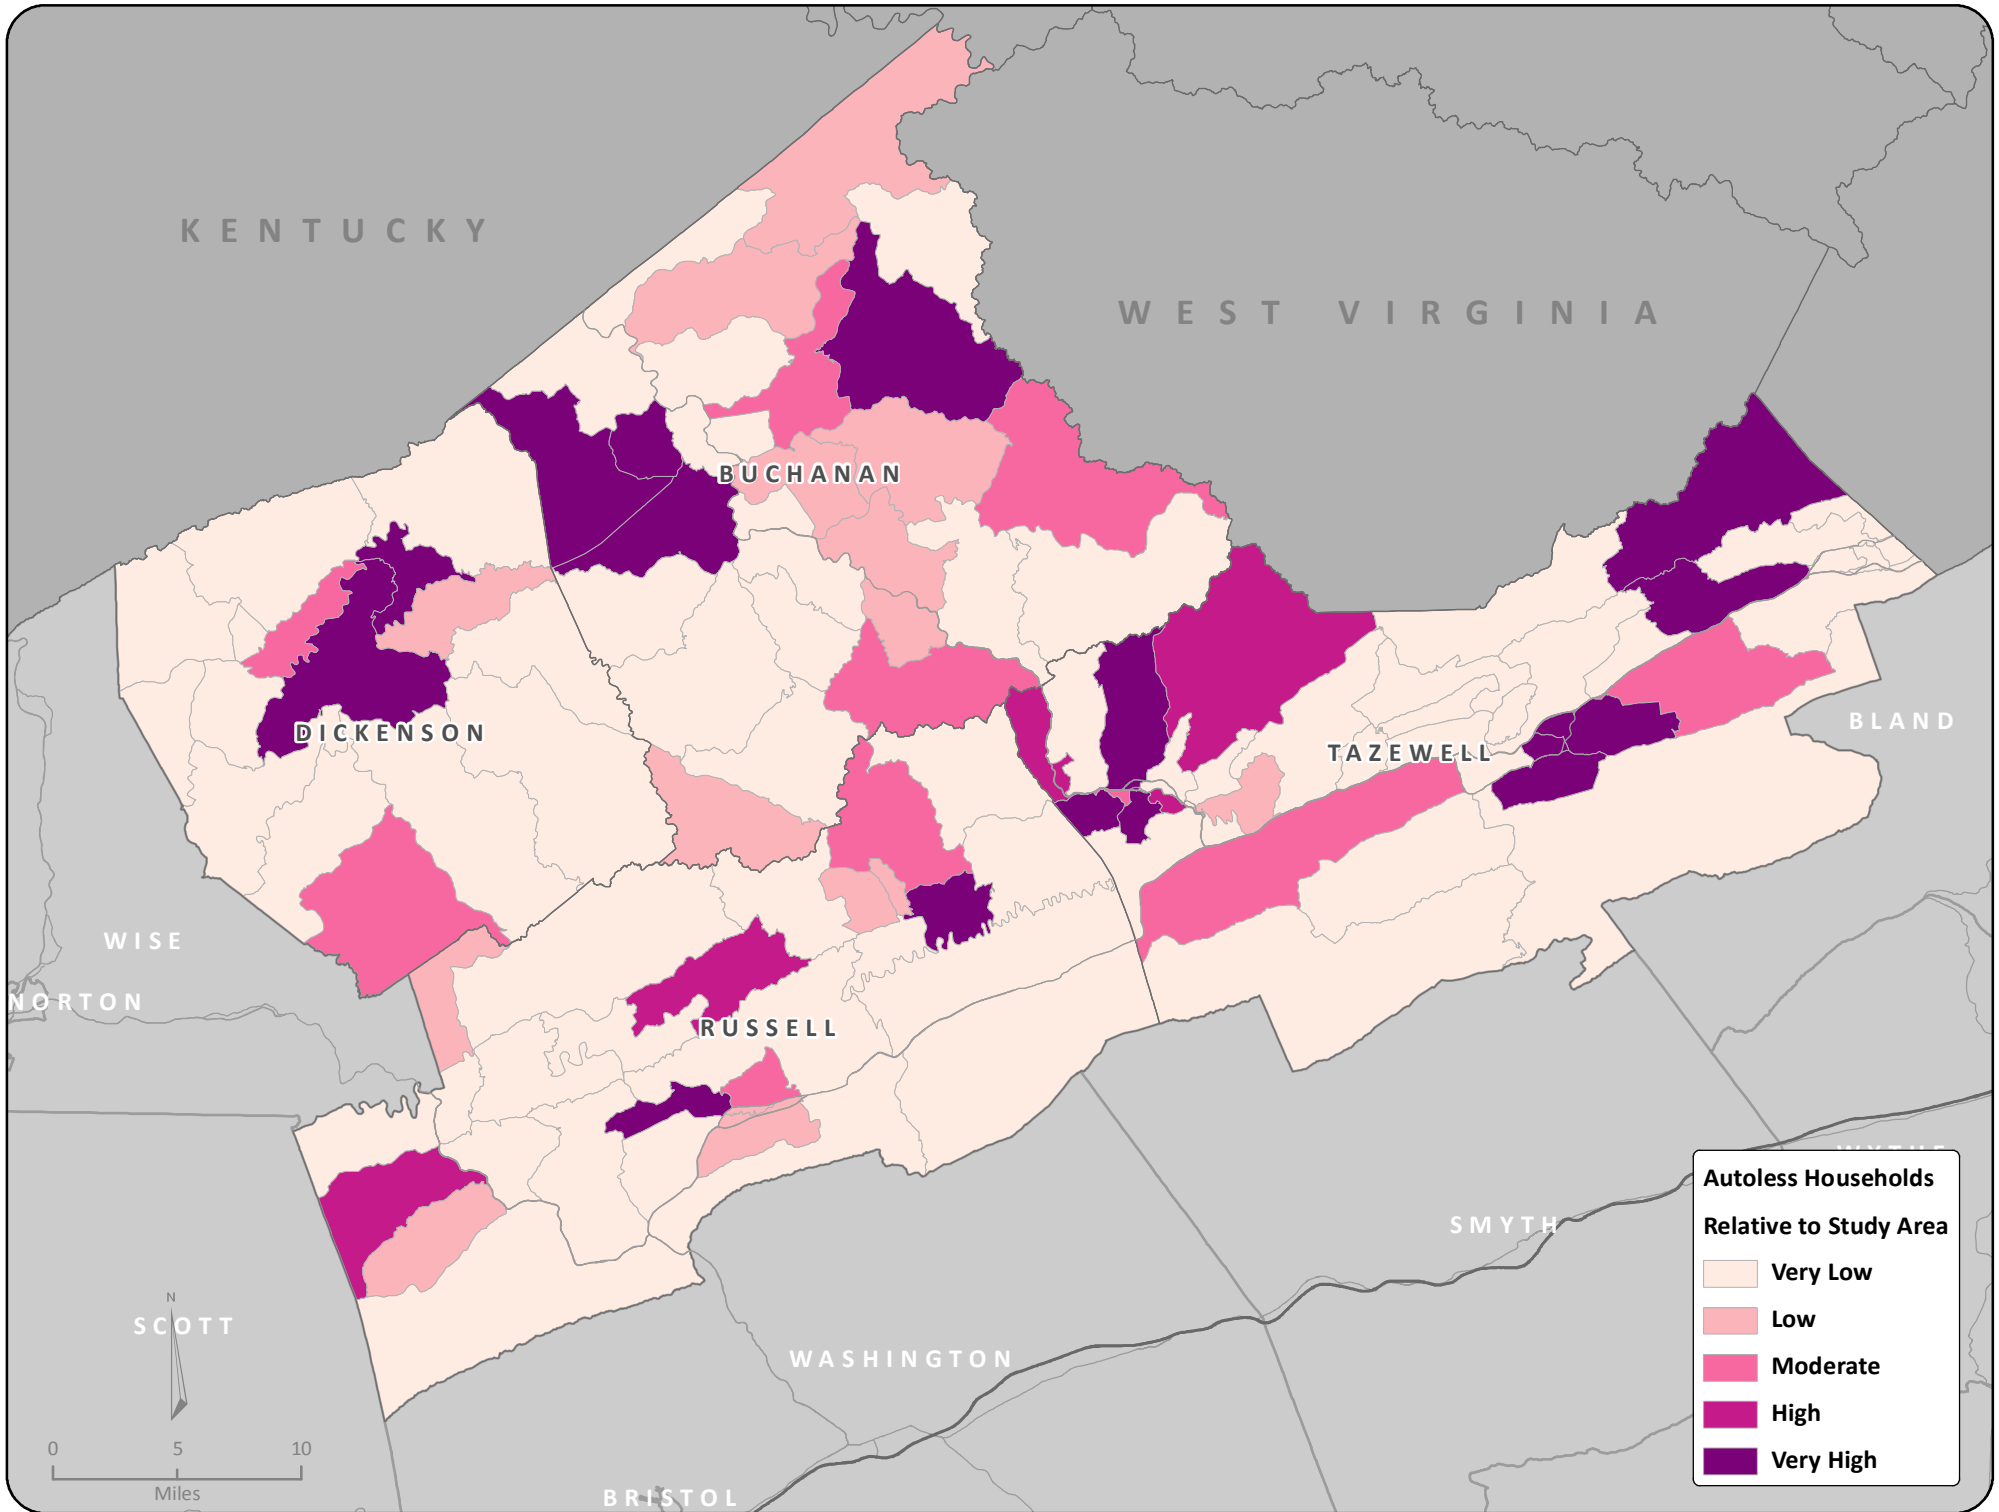 KENTUCKY
WEST VIRGINIA
BUCHANAN
DICKENSON
TAZEWELL
BLAND
WISE
NORTON
RUSSELL
WYTHE
SMYTH
SCOTT
WASHINGTON
BRISTOL
N
0 5 10
Miles
Autoless Households
Relative to Study Area
Very Low
Low
Moderate
High
Very High